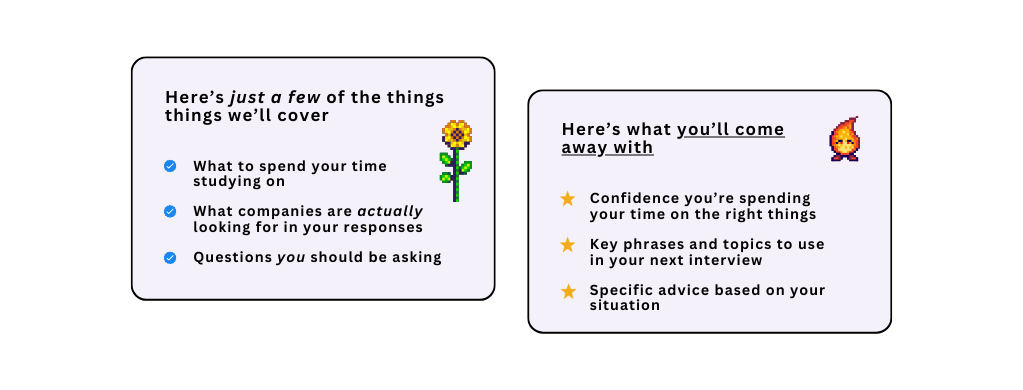 Here’s just a few of the things
things we’ll cover
What to spend your time
studying on
What companies are actually
looking for in your responses
Questions you should be asking
Here’s what you’ll come
away with
Confidence you’re spending
your time on the right things
Key phrases and topics to use
in your next interview
Specific advice based on your
situation